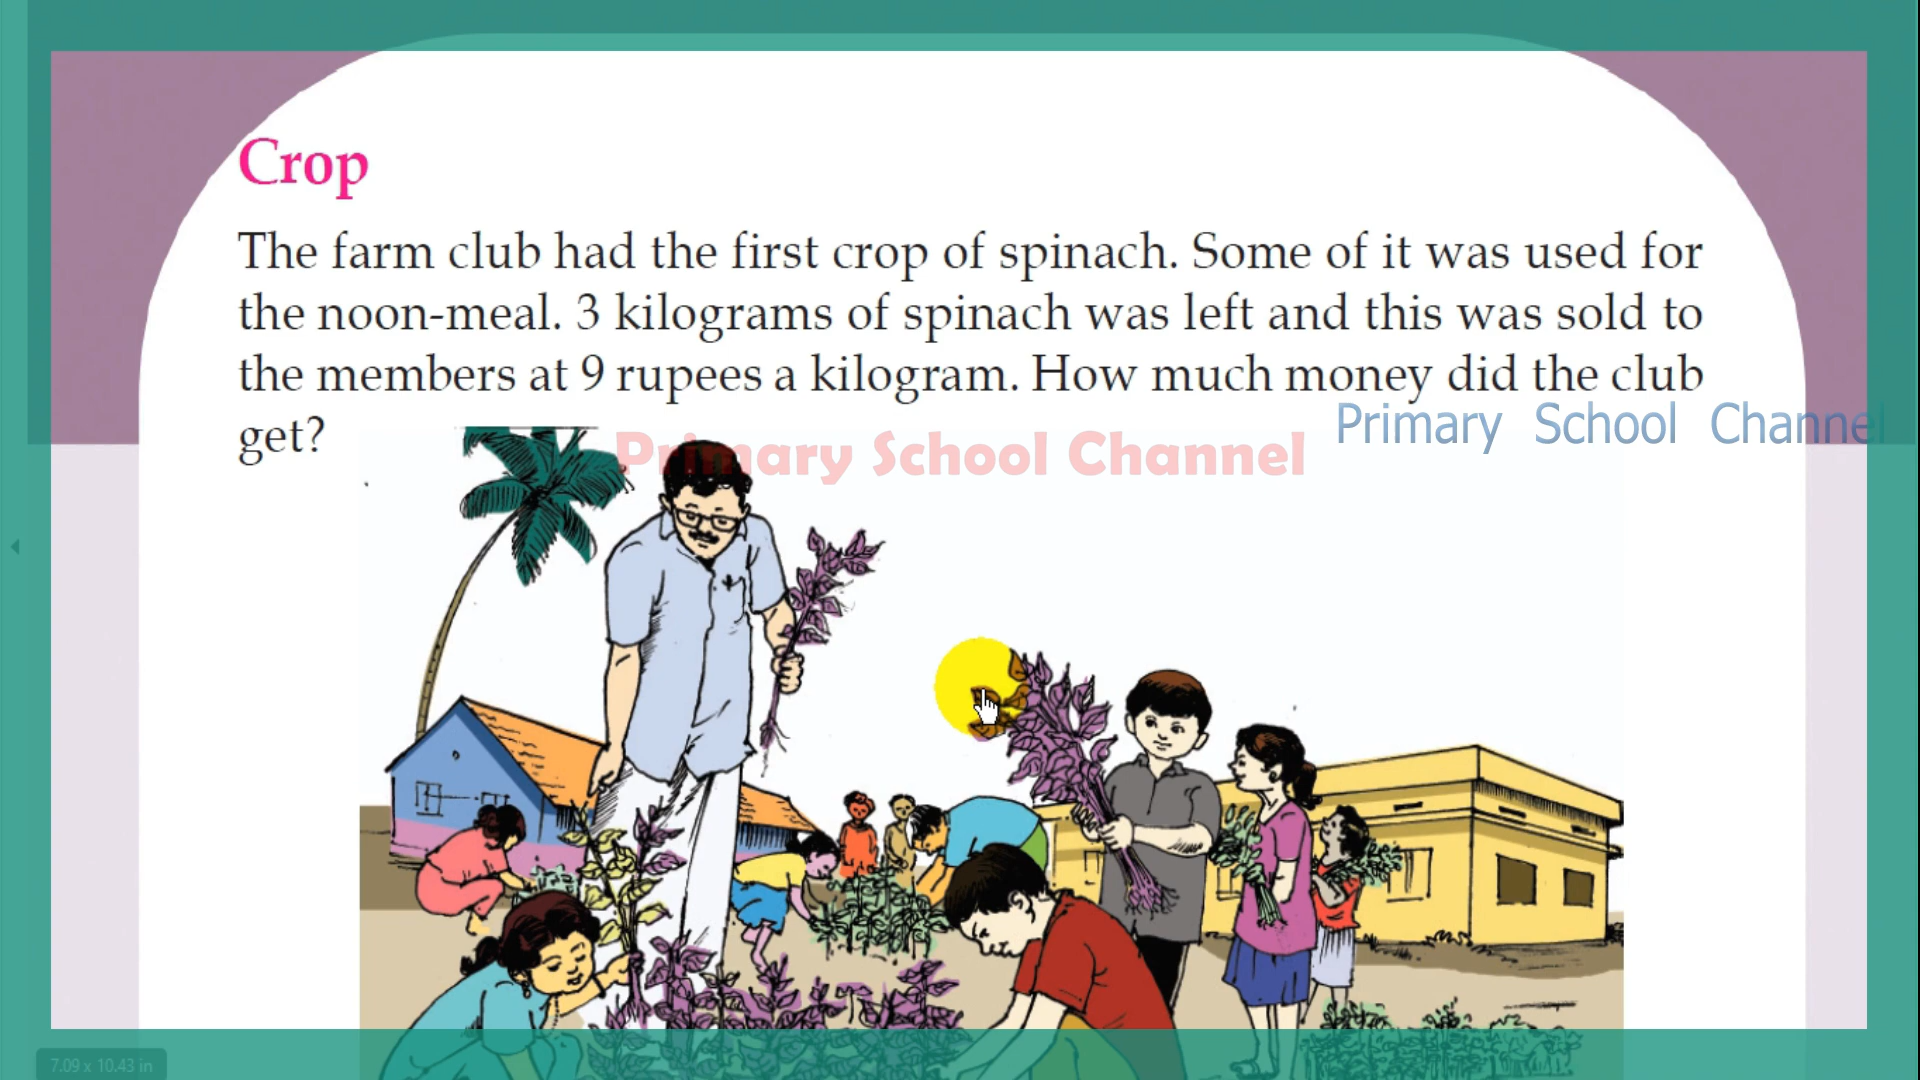 Crop
The farm club had the first crop of spinach. Some of it was used for
the noon-meal. 3 kilograms of spinach was left and this was sold to
the members at 9 rupees a kilogram. How much money did the club
get?
Primary School Channel
Primary School Channel
7.09 x 10.43 in